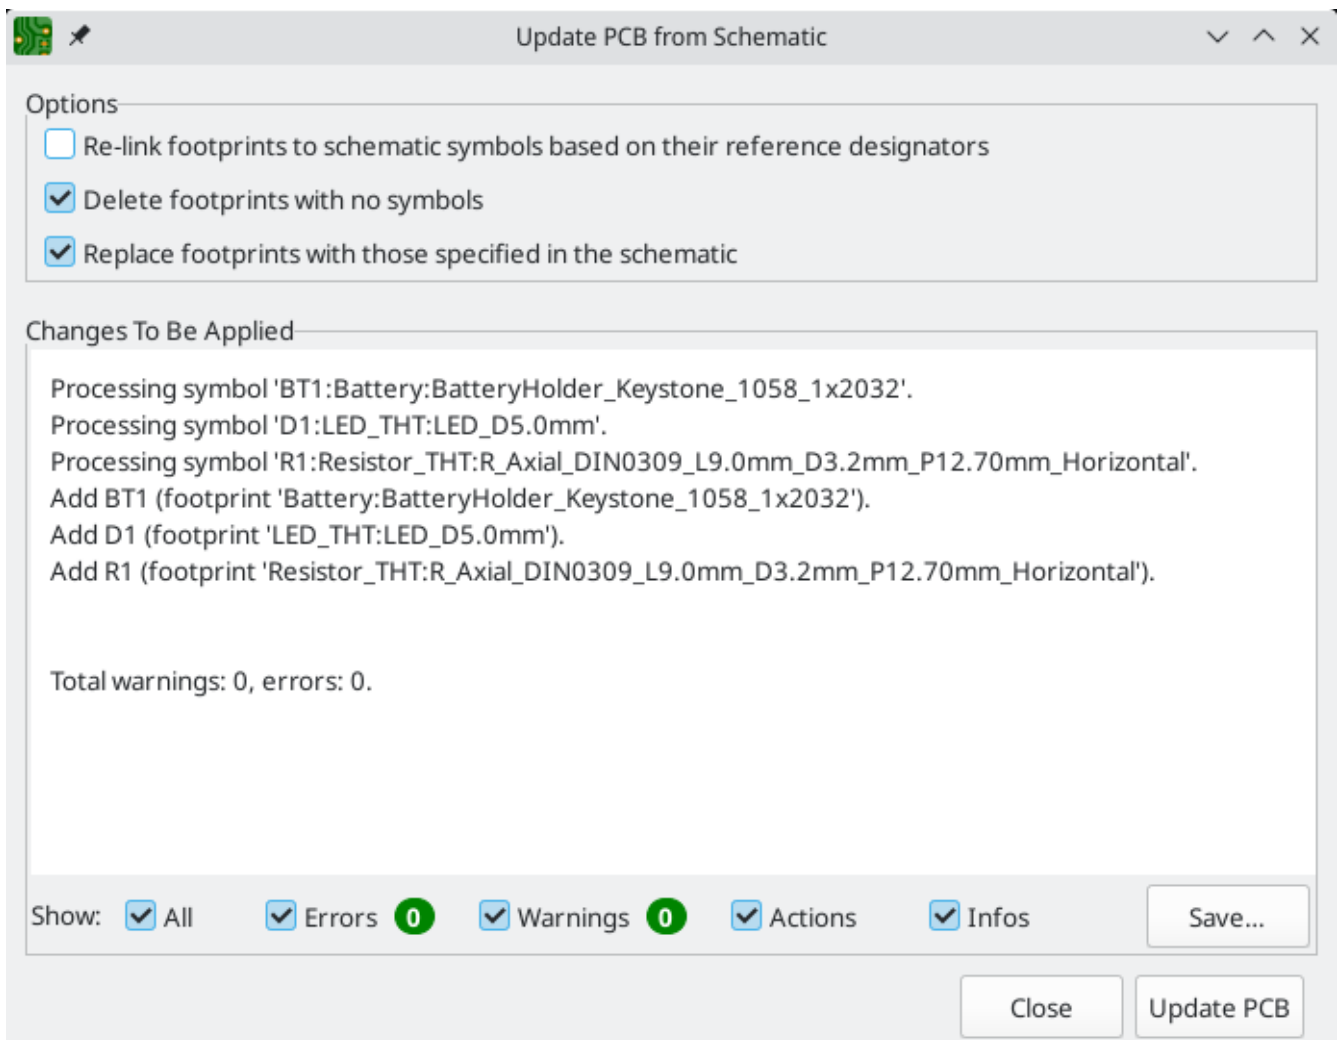 Update PCB from Schematic
Options
Re-link footprints to schematic symbols based on their reference designators
Delete footprints with no symbols
Replace footprints with those specified in the schematic
Changes To Be Applied
Processing symbol 'BT1:Battery:BatteryHolder_Keystone_1058_1x2032'.
Processing symbol 'D1:LED_THT:LED_D5.0mm'.
Processing symbol 'R1:Resistor_THT:R_Axial_DIN0309_L9.0mm_D3.2mm_P12.70mm_Horizontal'.
Add BT1 (footprint 'Battery:BatteryHolder_Keystone_1058_1x2032').
Add D1 (footprint 'LED_THT:LED_D5.0mm').
Add R1 (footprint 'Resistor_THT:R_Axial_DIN0309_L9.0mm_D3.2mm_P12.70mm_Horizontal').
Total warnings: 0, errors: 0.
Show: All Errors 0 Warnings 0 Actions Infos Save...
Close Update PCB